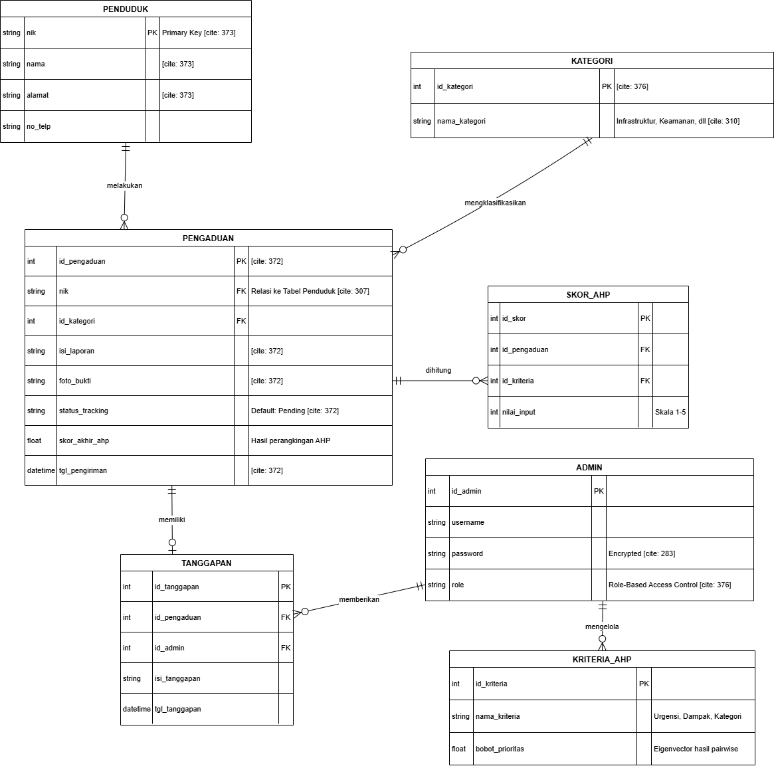 PENDUDUK
string nik PK Primary Key [cite: 373]
string nama [cite: 373]
string alamat [cite: 373]
string no_telp
KATEGORI
int id_kategori PK [cite: 376]
string nama_kategori Infrastruktur, Keamanan, dll [cite: 310]
melakukan
mengklasifikasikan
PENGADUAN
int id_pengaduan PK [cite: 372]
string nik FK Relasi ke Tabel Penduduk [cite: 307]
int id_kategori FK
string isi_laporan [cite: 372]
string foto_bukti [cite: 372]
string status_tracking Default: Pending [cite: 372]
float skor_akhir_ahp Hasil perangkingan AHP
datetime tgl_pengiriman [cite: 372]
dihitung
SKOR_AHP
int id_skor PK
int id_pengaduan FK
int id_kriteria FK
int nilai_input Skala 1-5
memiliki
ADMIN
int id_admin PK
string username
string password Encrypted [cite: 283]
string role Role-Based Access Control [cite: 376]
TANGGAPAN
int id_tanggapan PK
int id_pengaduan FK
int id_admin FK
string isi_tanggapan
datetime tgl_tanggapan
memberikan
mengelola
KRITERIA_AHP
int id_kriteria PK
string nama_kriteria Urgensi, Dampak, Kategori
float bobot_prioritas Eigenvector hasil pairwise